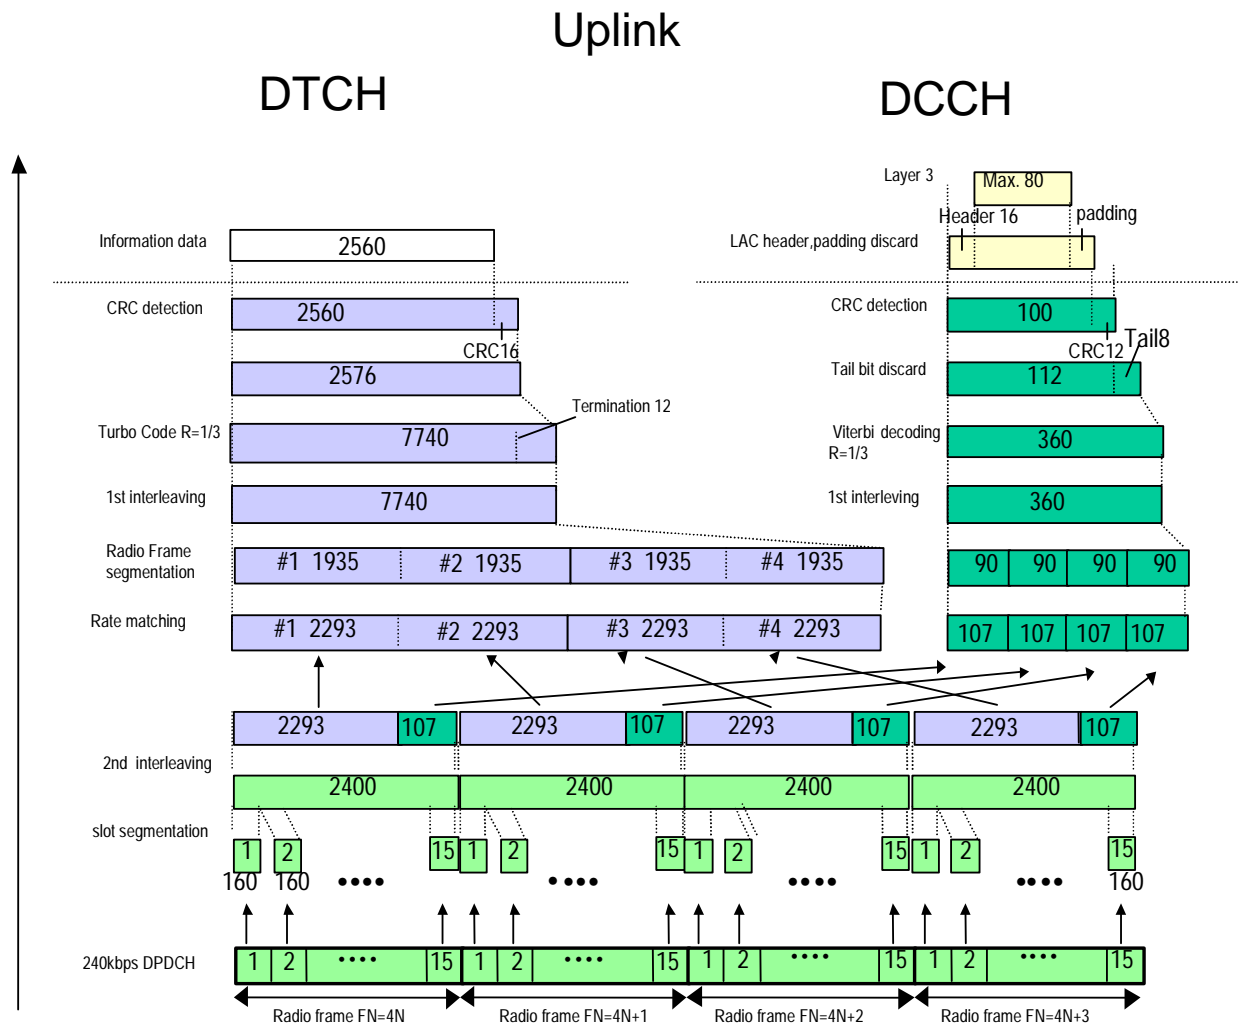 Uplink
DTCH
DCCH
Layer 3
Max. 80
Header 16
padding
Information data
2560
LAC header,padding discard
CRC detection
2560
CRC16
CRC detection
100
CRC12
Tail8
2576
Tail bit discard
112
Termination 12
Turbo Code R=1/3
7740
Viterbi decoding
R=1/3
360
1st interleaving
7740
1st interleving
360
Radio Frame
segmentation
#1 1935
#2 1935
#3 1935
#4 1935
90
90
90
90
Rate matching
#1 2293
#2 2293
#3 2293
#4 2293
107
107
107
107
2293
107
2293
107
2293
107
2293
107
2nd interleaving
2400
2400
2400
2400
slot segmentation
1
2
15
1
2
15
1
2
15
1
2
15
160
160
••••
••••
••••
••••
160
240kbps DPDCH
1
2
••••
15
1
2
••••
15
1
2
••••
15
1
2
••••
15
Radio frame FN=4N
Radio frame FN=4N+1
Radio frame FN=4N+2
Radio frame FN=4N+3